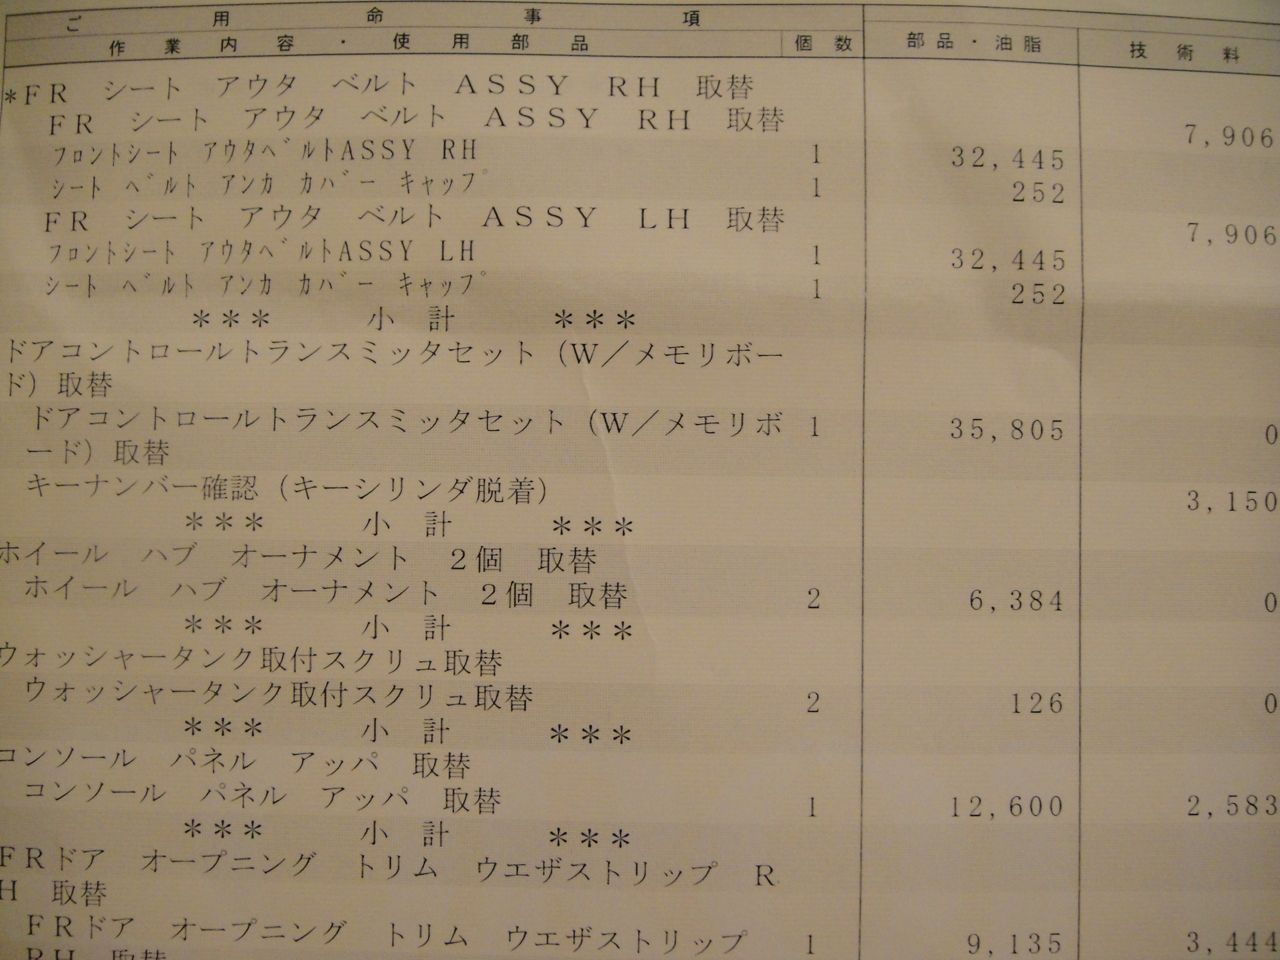 ご用命事項
作業内容・使用部品 個数 部品・油脂 技術料
*FR シート アウタ ベルト ASSY RH 取替
FR シート アウタ ベルト ASSY RH 取替 7,906
ﾌﾛﾝﾄｼｰﾄ ｱｳﾀﾍﾞﾙﾄASSY RH 1 32,445
ｼｰﾄ ﾍﾞﾙﾄ ｱﾝｶ ｶﾊﾞｰ ｷｬｯﾌﾟ 1 252
FR シート アウタ ベルト ASSY LH 取替 7,906
ﾌﾛﾝﾄｼｰﾄ ｱｳﾀﾍﾞﾙﾄASSY LH 1 32,445
ｼｰﾄ ﾍﾞﾙﾄ ｱﾝｶ ｶﾊﾞｰ ｷｬｯﾌﾟ 1 252
*** 小計 ***
ドアコントロールトランスミッタセット（W／メモリボー
ド）取替
ドアコントロールトランスミッタセット（W／メモリボ 1 35,805 0
ード）取替
キーナンバー確認（キーシリンダ脱着） 3,150
*** 小計 ***
ホイール ハブ オーナメント 2個 取替
ホイール ハブ オーナメント 2個 取替 2 6,384 0
*** 小計 ***
ウォッシャータンク取付スクリュ取替
ウォッシャータンク取付スクリュ取替 2 126 0
*** 小計 ***
コンソール パネル アッパ 取替
コンソール パネル アッパ 取替 1 12,600 2,583
*** 小計 ***
FRドア オープニング トリム ウエザストリップ R
H 取替
FRドア オープニング トリム ウエザストリップ 1 9,135 3,444
RH 取替